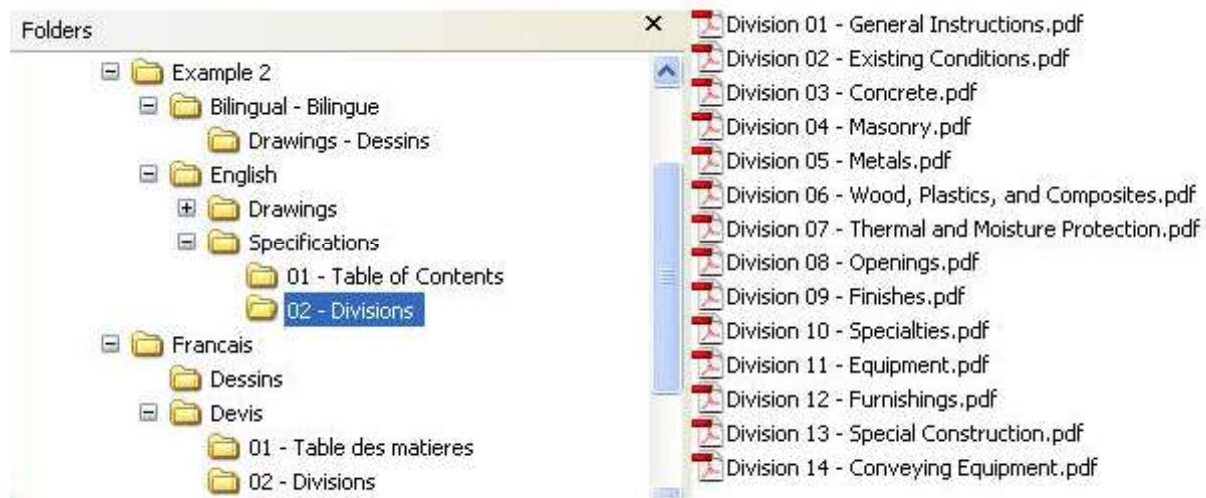 Folders
Example 2
Bilingual - Bilingue
Drawings - Dessins
English
Drawings
Specifications
01 - Table of Contents
02 - Divisions
Francais
Dessins
Devis
01 - Table des matieres
02 - Divisions
Division 01 - General Instructions.pdf
Division 02 - Existing Conditions.pdf
Division 03 - Concrete.pdf
Division 04 - Masonry.pdf
Division 05 - Metals.pdf
Division 06 - Wood, Plastics, and Composites.pdf
Division 07 - Thermal and Moisture Protection.pdf
Division 08 - Openings.pdf
Division 09 - Finishes.pdf
Division 10 - Specialties.pdf
Division 11 - Equipment.pdf
Division 12 - Furnishings.pdf
Division 13 - Special Construction.pdf
Division 14 - Conveying Equipment.pdf